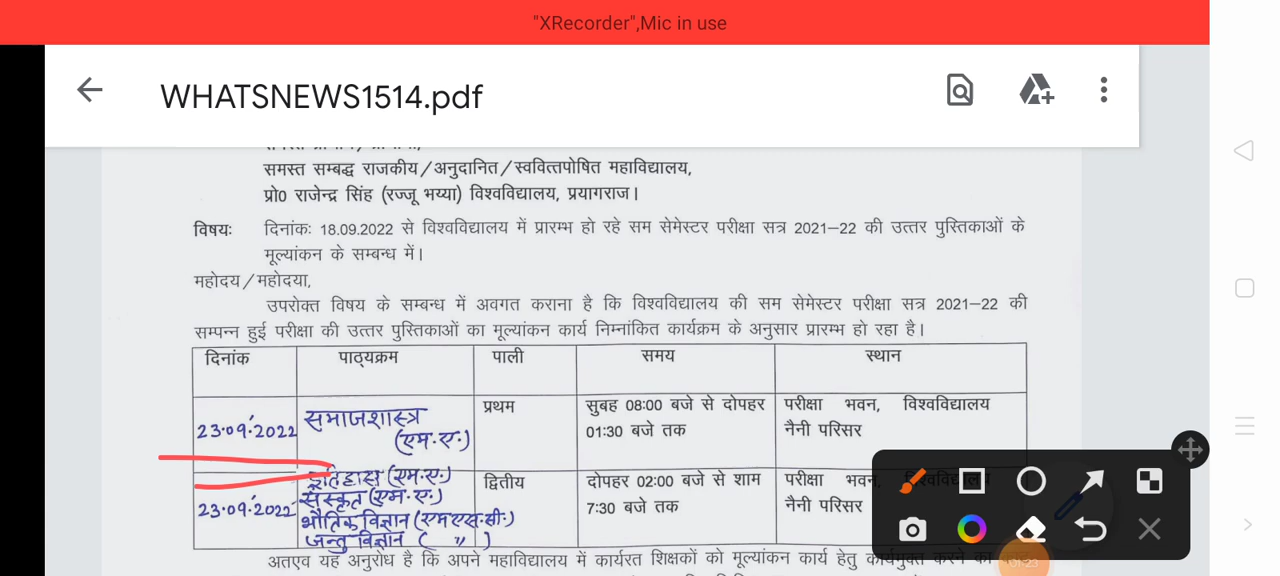 "XRecorder",Mic in use
WHATSNEWS1514.pdf
समस्त सम्बद्ध राजकीय/अनुदानित/स्ववित्तपोषित महाविद्यालय,
प्रो० राजेन्द्र सिंह (रज्जू भय्या) विश्वविद्यालय, प्रयागराज।
विषयः दिनांकः 18.09.2022 से विश्वविद्यालय में प्रारम्भ हो रहे सम सेमेस्टर परीक्षा सत्र 2021–22 की उत्तर पुस्तिकाओं के
मूल्यांकन के सम्बन्ध में।
महोदय/महोदया,
उपरोक्त विषय के सम्बन्ध में अवगत कराना है कि विश्वविद्यालय की सम सेमेस्टर परीक्षा सत्र 2021–22 की
सम्पन्न हुई परीक्षा की उत्तर पुस्तिकाओं का मूल्यांकन कार्य निम्नांकित कार्यक्रम के अनुसार प्रारम्भ हो रहा है।
दिनांक पाठ्यक्रम पाली समय स्थान
23.09.2022 समाजशास्त्र प्रथम सुबह 08:00 बजे से दोपहर परीक्षा भवन, विश्वविद्यालय
(एम.ए.) 01:30 बजे तक नैनी परिसर
इतिहास (एम.ए.)
23.09.2022 संस्कृत (एम.ए.) द्वितीय दोपहर 02:00 बजे से शाम परीक्षा भवन,
भौतिक विज्ञान (एमएस.सी.) 7:30 बजे तक नैनी परिसर
जन्तु विज्ञान ( " )
अतएव यह अनुरोध है कि अपने महाविद्यालय में कार्यरत शिक्षकों को मूल्यांकन कार्य हेतु कार्यमुक्त करने का